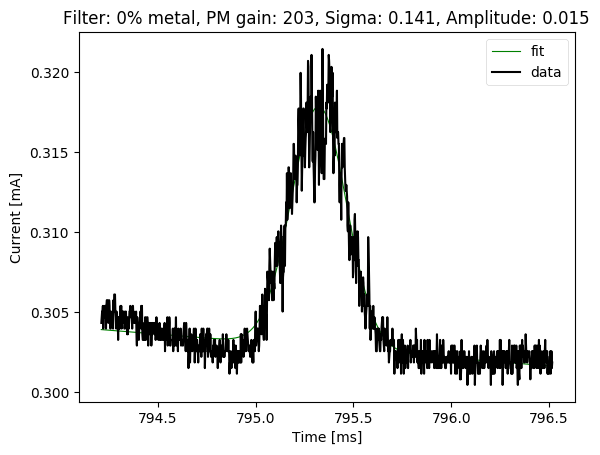 Filter: 0% metal, PM gain: 203, Sigma: 0.141, Amplitude: 0.015
fit
data
0.320
0.315
0.310
0.305
0.300
Current [mA]
794.5 795.0 795.5 796.0 796.5
Time [ms]